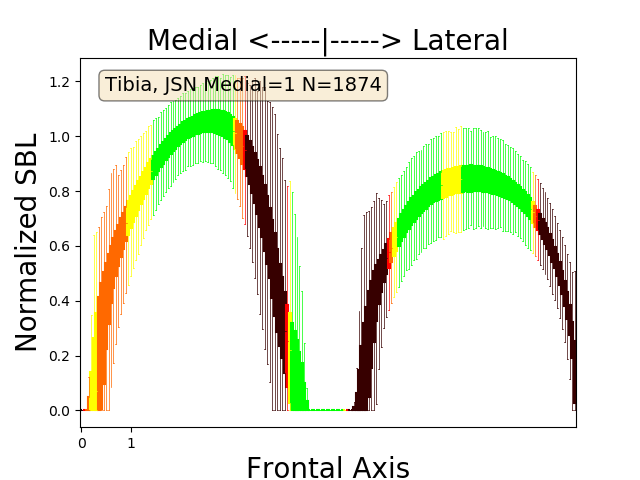 Medial <-----|-----> Lateral
Tibia, JSN Medial=1 N=1874
Normalized SBL
1.2
1.0
0.8
0.6
0.4
0.2
0.0
0 1
Frontal Axis